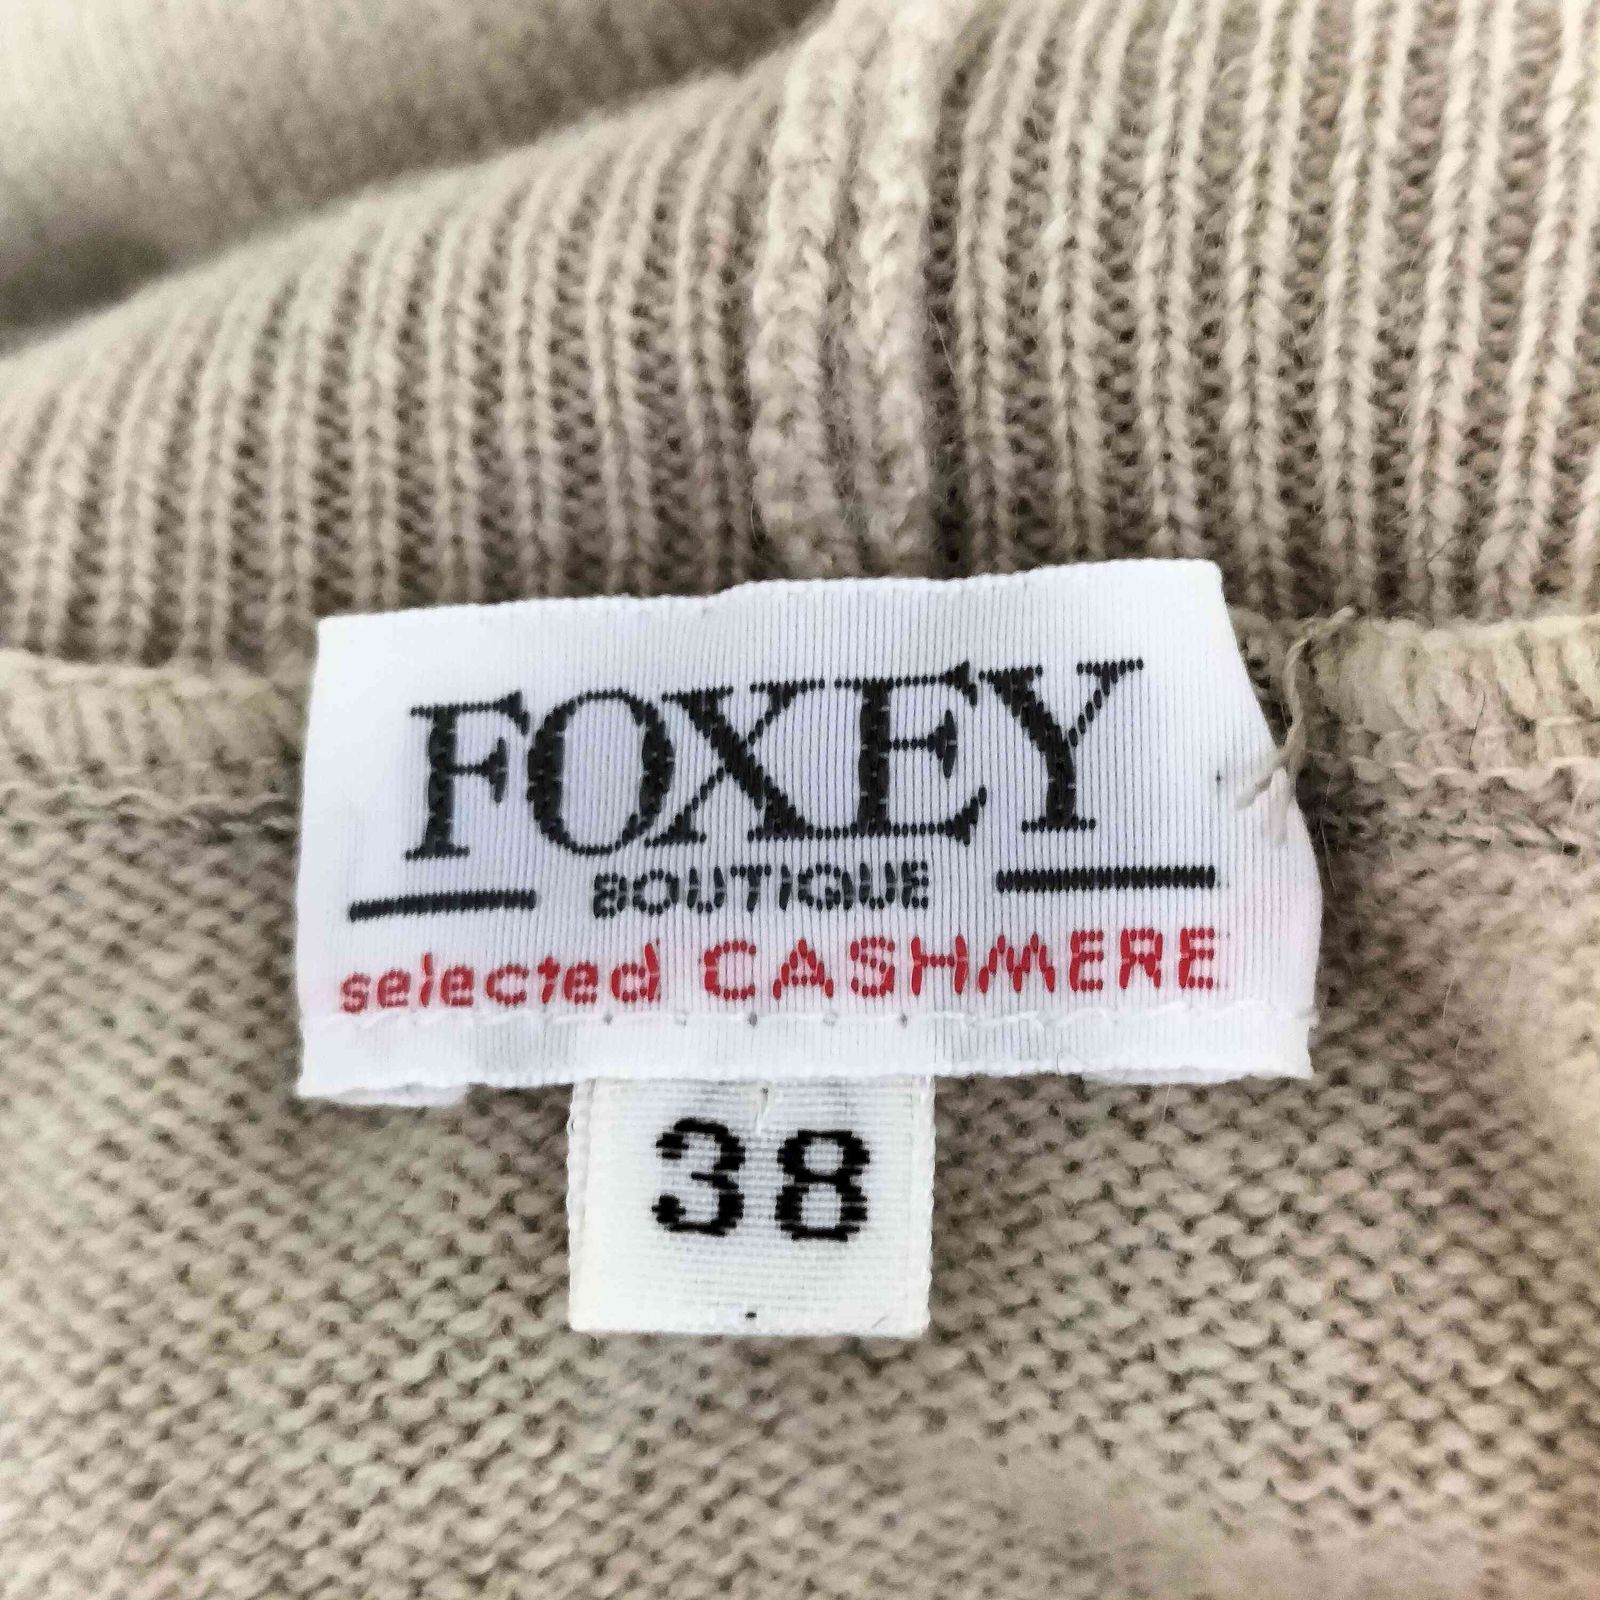 FOXEY
BOUTIQUE
selected CASHMERE
38